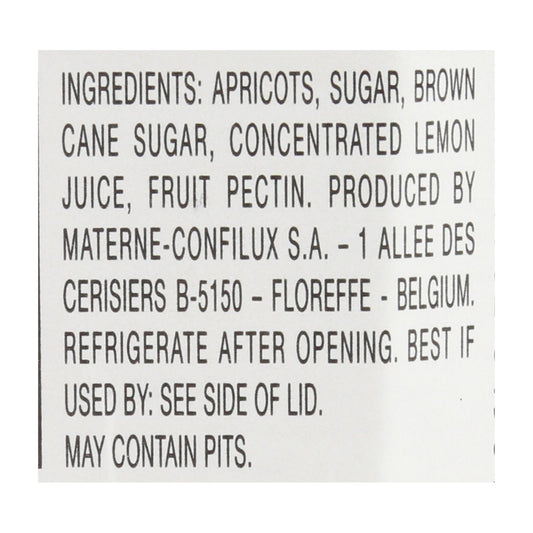 INGREDIENTS: APRICOTS, SUGAR, BROWN
CANE SUGAR, CONCENTRATED LEMON
JUICE, FRUIT PECTIN. PRODUCED BY
MATERNE-CONFILUX S.A. – 1 ALLEE DES
CERISIERS B-5150 – FLOREFFE - BELGIUM.
REFRIGERATE AFTER OPENING. BEST IF
USED BY: SEE SIDE OF LID.
MAY CONTAIN PITS.